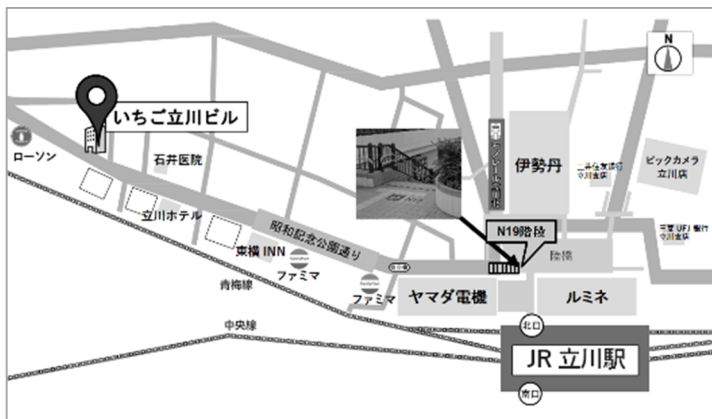 N
いちご立川ビル
ローソン
石井医院
立川ホテル
昭和記念公園通り
東横INN
ファミマ
ファミマ
青梅線
中央線
伊勢丹
ビックカメラ
立川店
N19階段
陸橋
ヤマダ電機
ルミネ
北口
JR 立川駅
南口